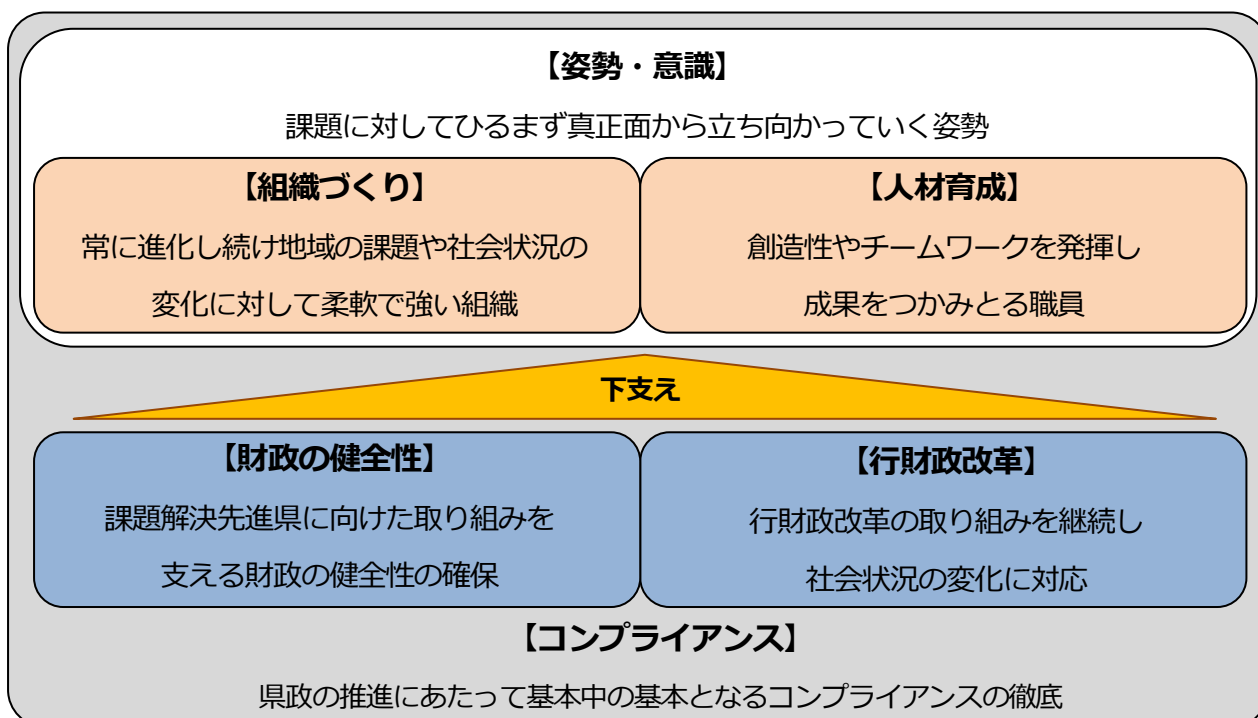 【姿勢・意識】
課題に対してひるまず真正面から立ち向かっていく姿勢
【組織づくり】
常に進化し続け地域の課題や社会状況の
変化に対して柔軟で強い組織
【人材育成】
創造性やチームワークを発揮し
成果をつかみとる職員
下支え
【財政の健全性】
課題解決先進県に向けた取り組みを
支える財政の健全性の確保
【行財政改革】
行財政改革の取り組みを継続し
社会状況の変化に対応
【コンプライアンス】
県政の推進にあたって基本中の基本となるコンプライアンスの徹底